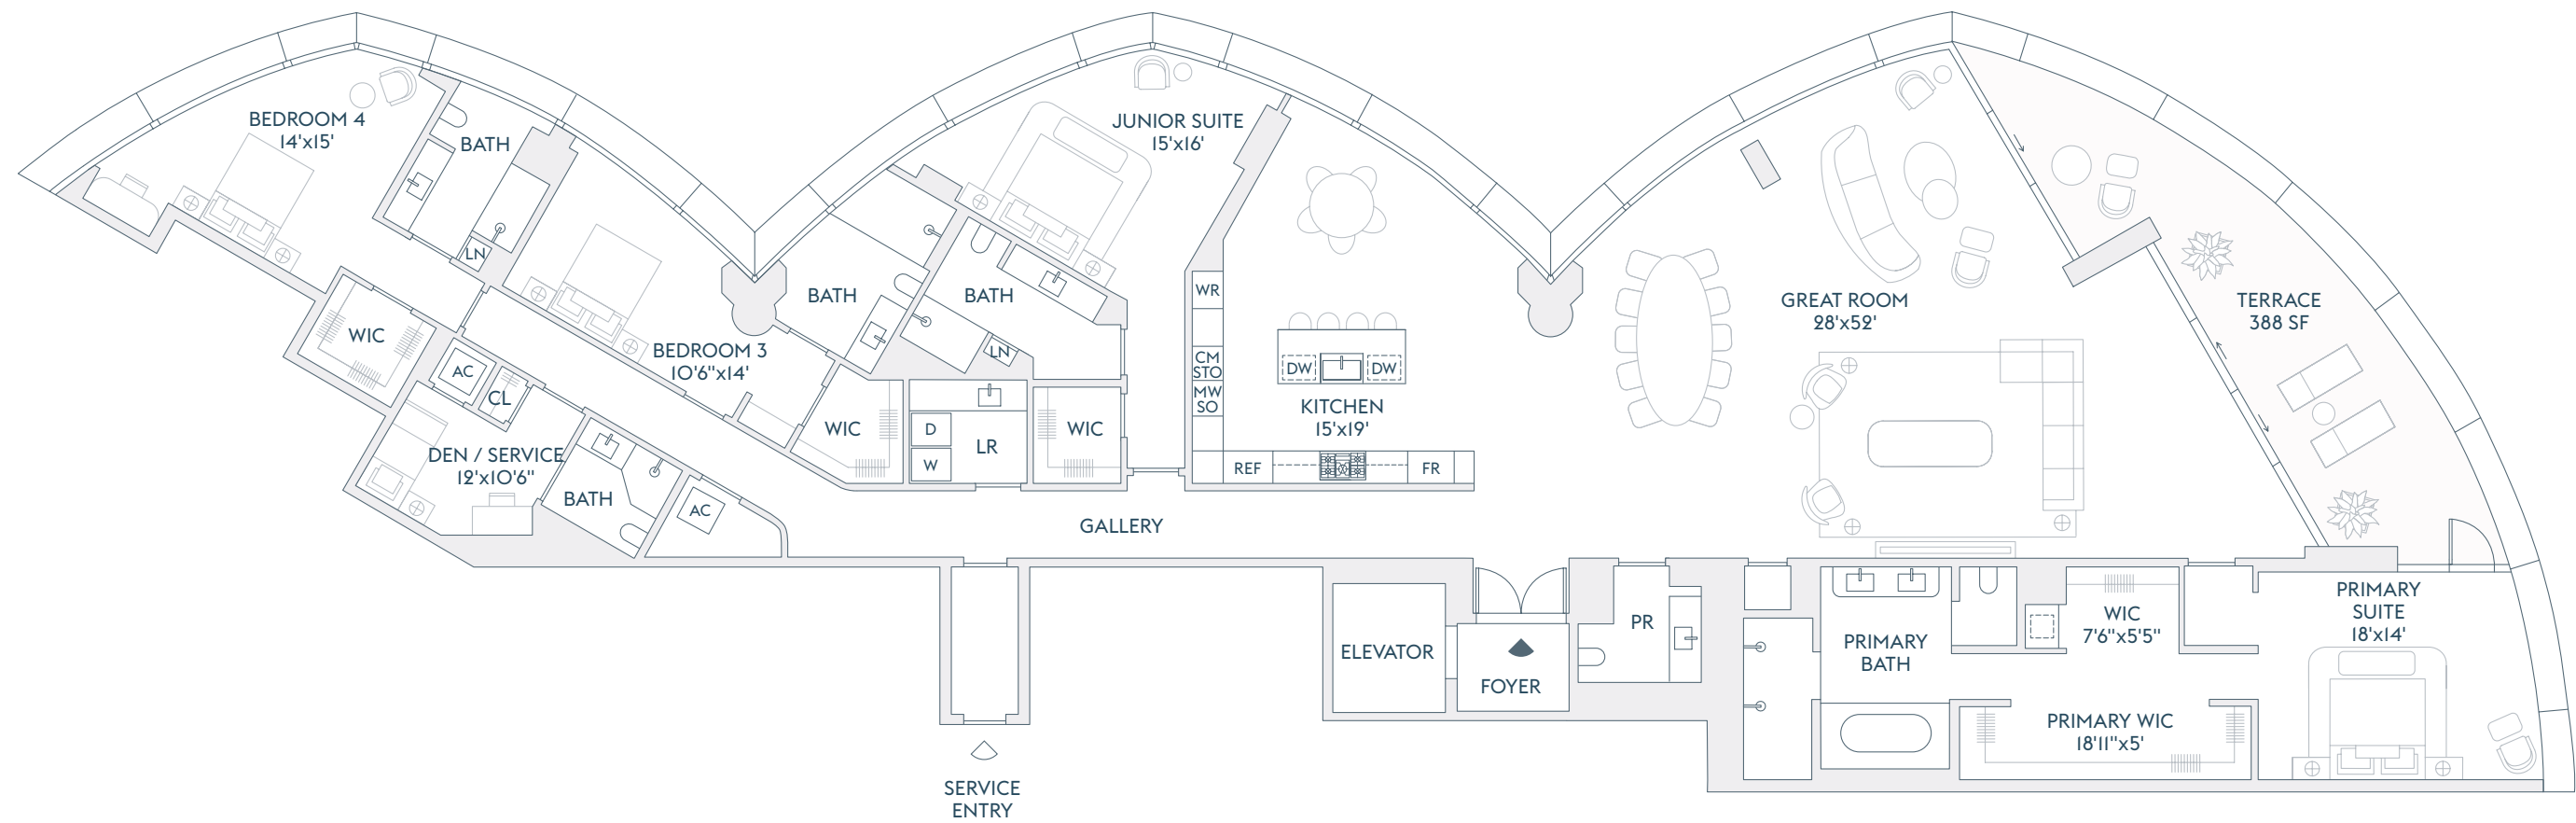 BEDROOM 4
14'x15'
BATH
LN
WIC
AC
CL
DEN / SERVICE
12'x10'6"
BATH
AC
BEDROOM 3
10'6"x14'
BATH
WIC
JUNIOR SUITE
15'x16'
BATH
LN
D
W
LR
WIC
WR
CM
STO
MW
SO
DW
DW
KITCHEN
15'x19'
REF
FR
GALLERY
GREAT ROOM
28'x52'
TERRACE
388 SF
ELEVATOR
FOYER
PR
PRIMARY
BATH
WIC
7'6"x5'5"
PRIMARY WIC
18'11"x5'
PRIMARY
SUITE
18'x14'
SERVICE
ENTRY